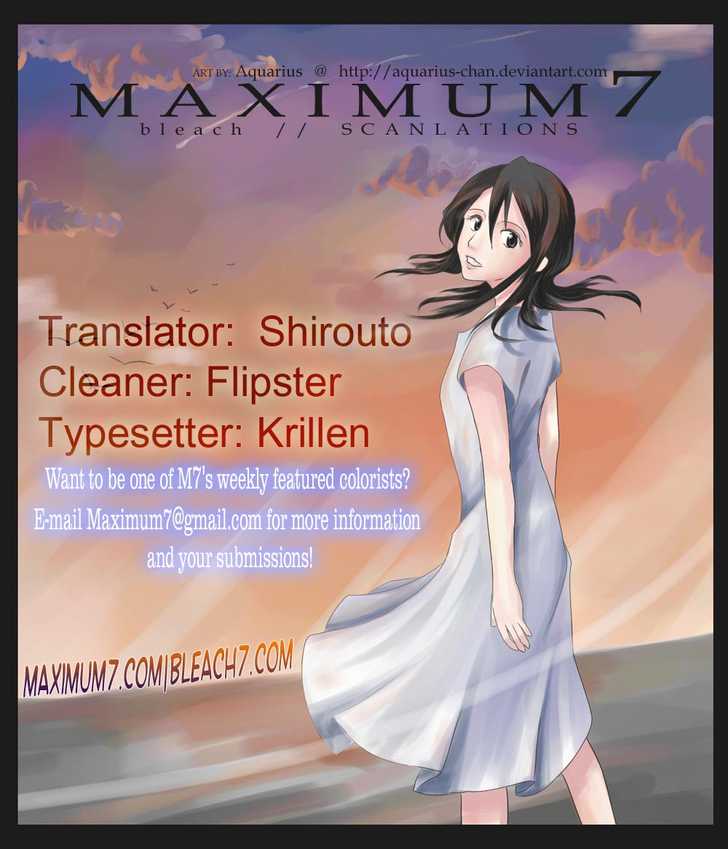 ART BY: Aquarius @ http://aquarius-chan.deviantart.com
MAXIMUM7
bleach // SCANLATIONS
Translator: Shirouto
Cleaner: Flipster
Typesetter: Krillen
Want to be one of M7's weekly featured colorists?
E-mail Maximum7@gmail.com for more information
and your submissions!
MAXIMUM7.COM|BLEACH7.COM